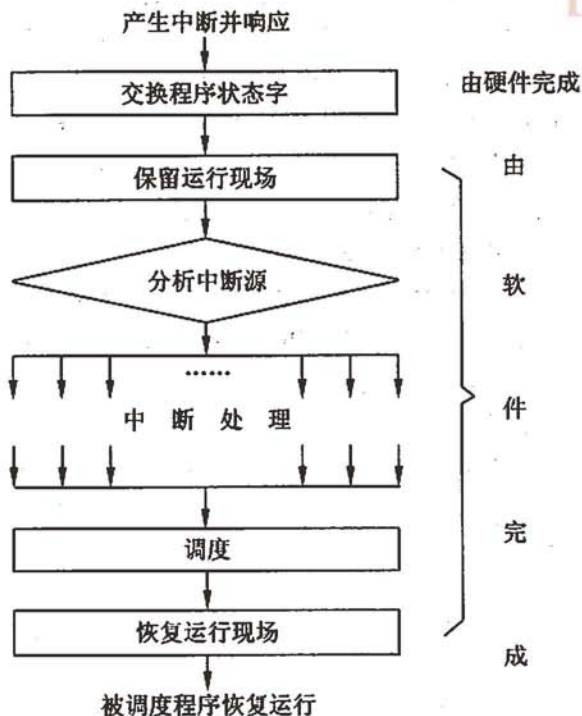 产生中断并响应
交换程序状态字
由硬件完成
保留运行现场
由
分析中断源
软
......
中断处理
件
调度
完
恢复运行现场
成
被调度程序恢复运行